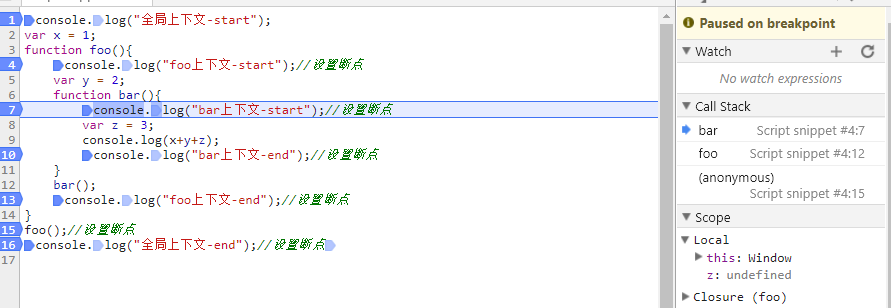 1 console.log("全局上下文-start");
2 var x = 1;
3 function foo(){
4 console.log("foo上下文-start");//设置断点
5 var y = 2;
6 function bar(){
7 console.log("bar上下文-start");//设置断点
8 var z = 3;
9 console.log(x+y+z);
10 console.log("bar上下文-end");//设置断点
11 }
12 bar();
13 console.log("foo上下文-end");//设置断点
14 }
15 foo();//设置断点
16 console.log("全局上下文-end");//设置断点
17
Paused on breakpoint
Watch
No watch expressions
Call Stack
bar Script snippet #4:7
foo Script snippet #4:12
(anonymous)
Script snippet #4:15
Scope
Local
this: Window
z: undefined
Closure (foo)